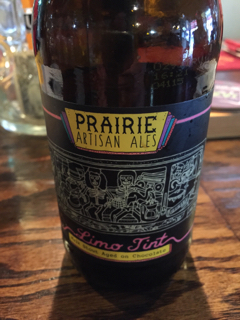 PRAIRIE
ARTISAN ALES
Limo Tint
Aged on Chocolate